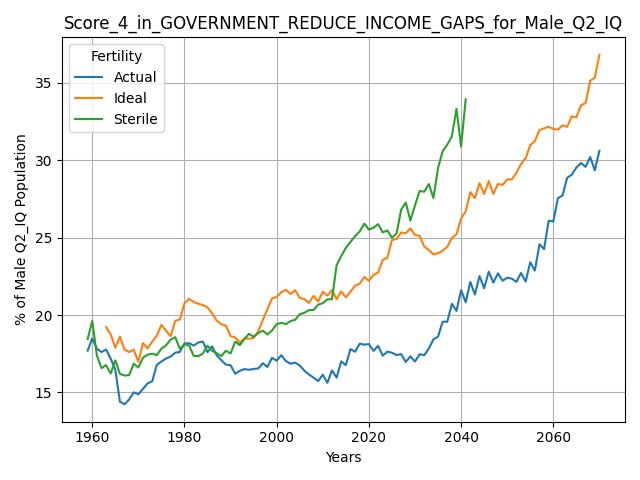 Score_4_in_GOVERNMENT_REDUCE_INCOME_GAPS_for_Male_Q2_IQ
Fertility
Actual
Ideal
Sterile
% of Male Q2_IQ Population
35
30
25
20
15
1960
1980
2000
2020
2040
2060
Years